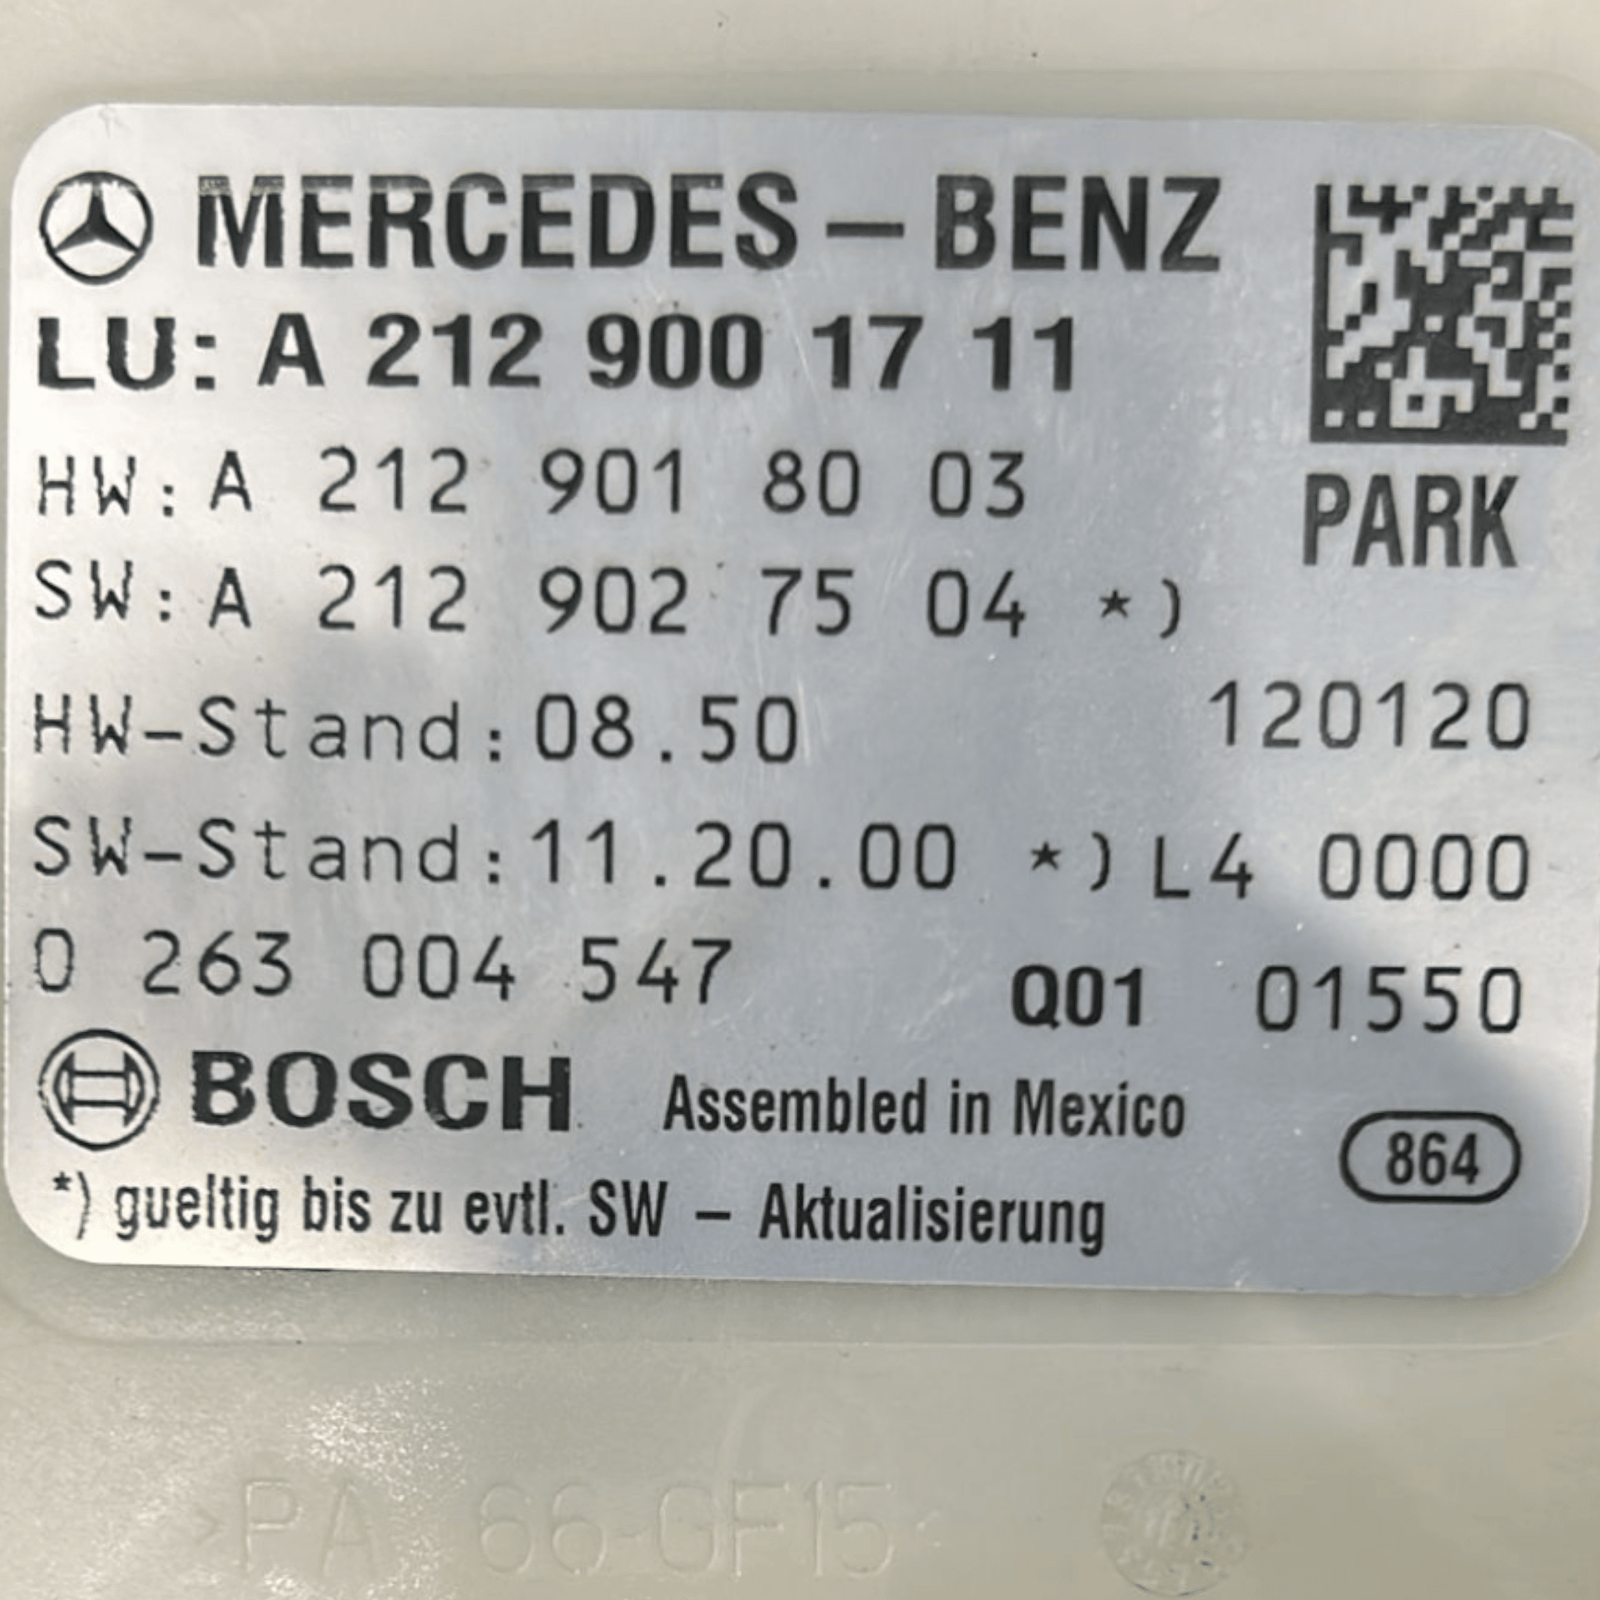 MERCEDES-BENZ
LU: A 212 900 17 11
HW: A 212 901 80 03
PARK
SW: A 212 902 75 04 *)
HW-Stand: 08.50 120120
SW-Stand: 11.20.00 *) L4 0000
0 263 004 547 Q01 01550
BOSCH Assembled in Mexico 864
*) gueltig bis zu evtl. SW - Aktualisierung
>PA 66-GF15<